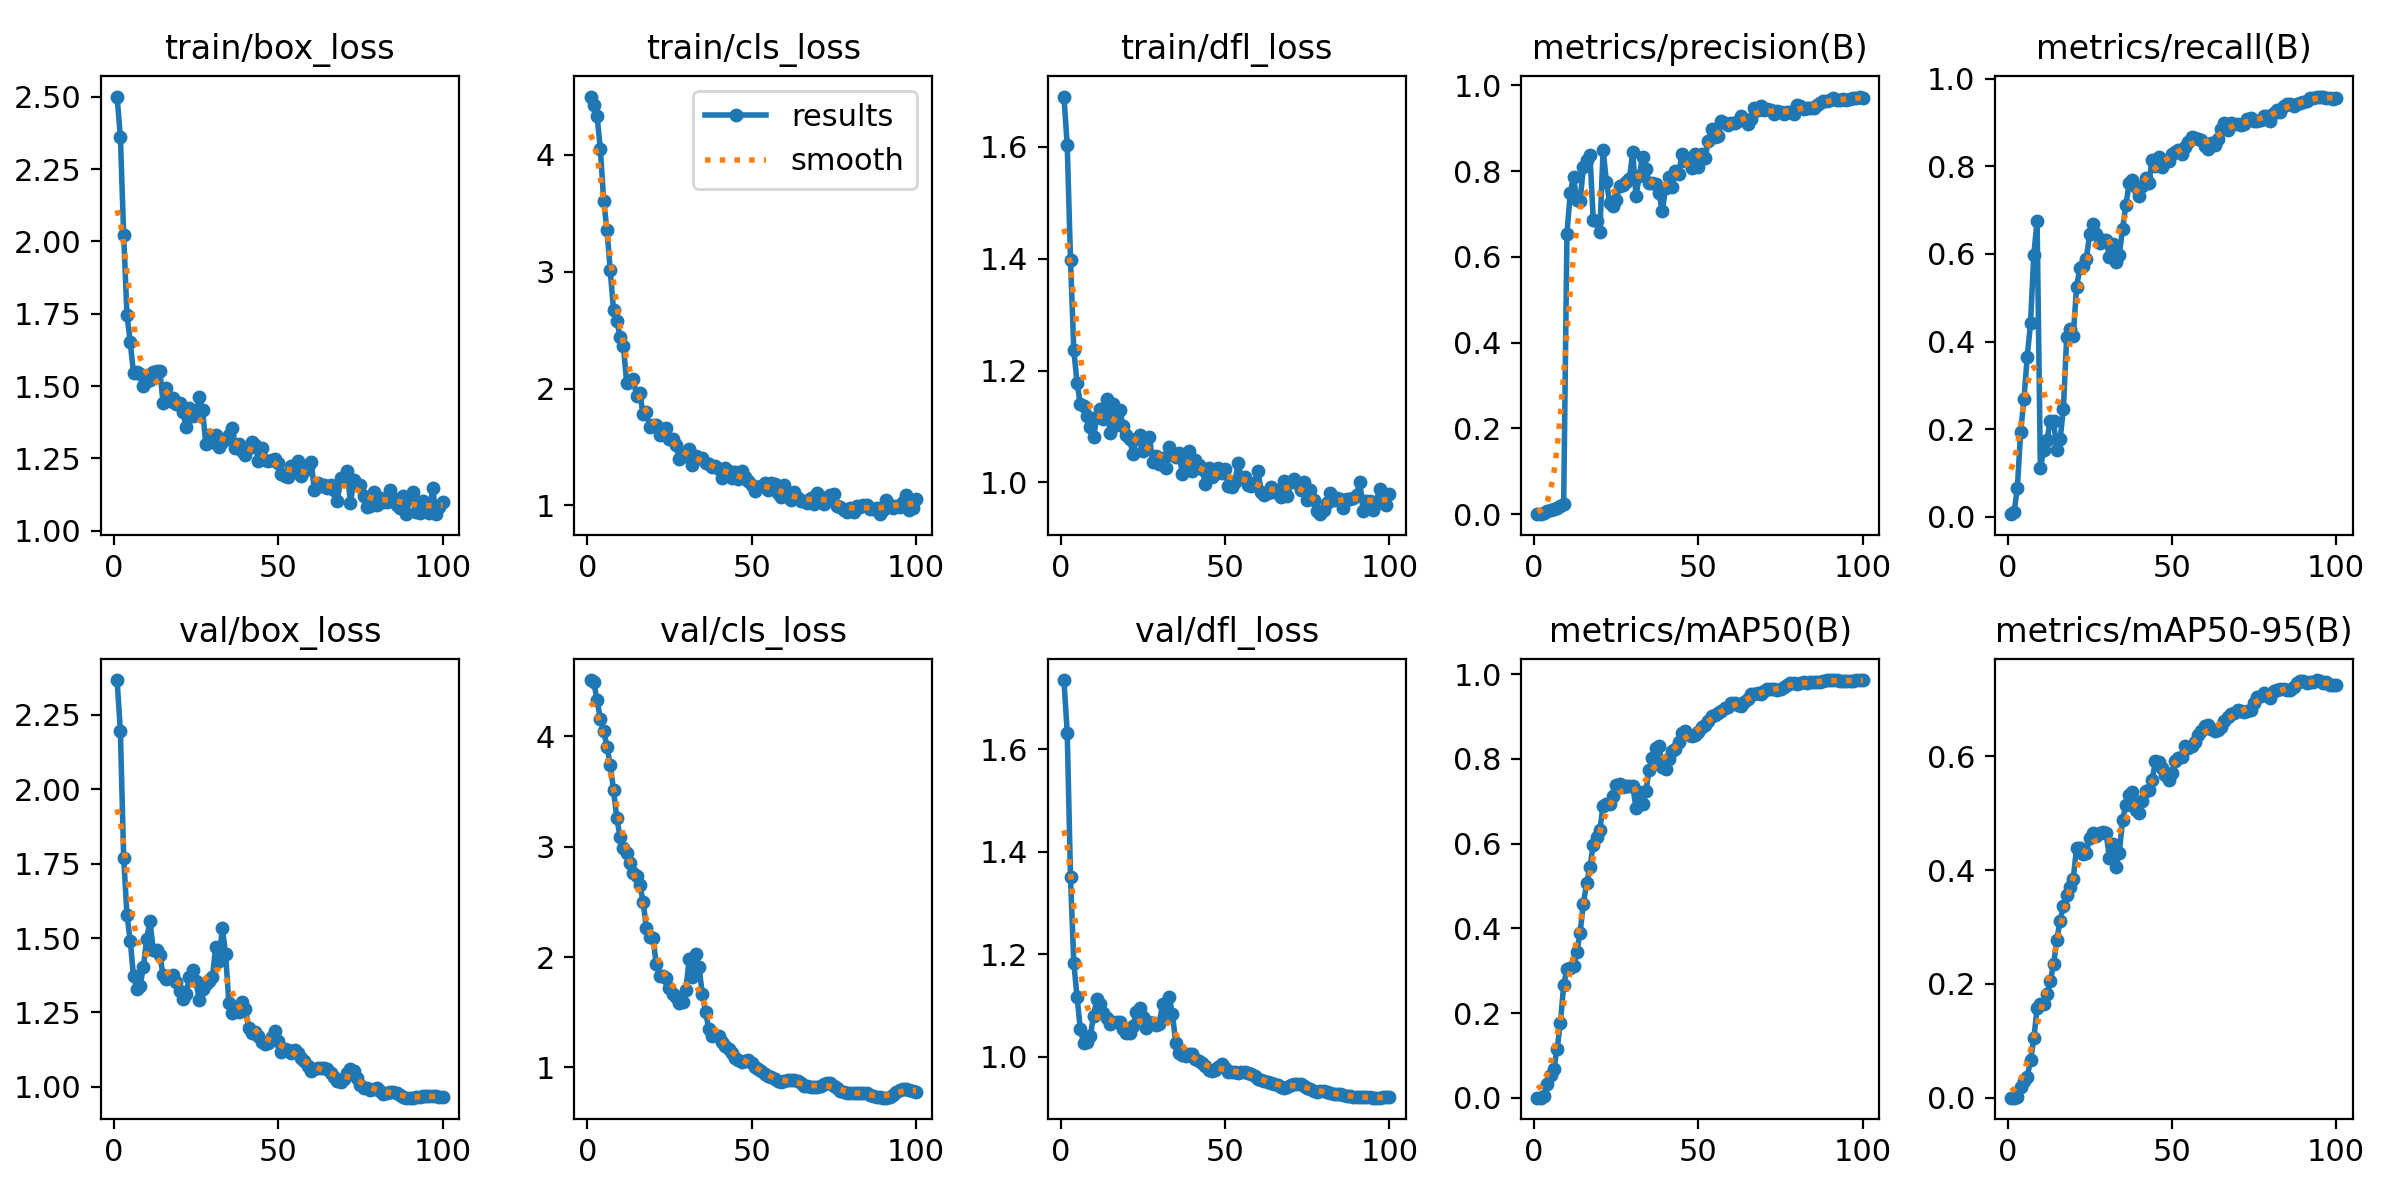 train/box_loss
train/cls_loss
train/dfl_loss
metrics/precision(B)
metrics/recall(B)
2.50
2.25
2.00
1.75
1.50
1.25
1.00
0 50 100
results
smooth
4
3
2
1
0 50 100
1.6
1.4
1.2
1.0
0 50 100
1.0
0.8
0.6
0.4
0.2
0.0
0 50 100
1.0
0.8
0.6
0.4
0.2
0.0
0 50 100
val/box_loss
val/cls_loss
val/dfl_loss
metrics/mAP50(B)
metrics/mAP50-95(B)
2.25
2.00
1.75
1.50
1.25
1.00
0 50 100
4
3
2
1
0 50 100
1.6
1.4
1.2
1.0
0 50 100
1.0
0.8
0.6
0.4
0.2
0.0
0 50 100
0.6
0.4
0.2
0.0
0 50 100